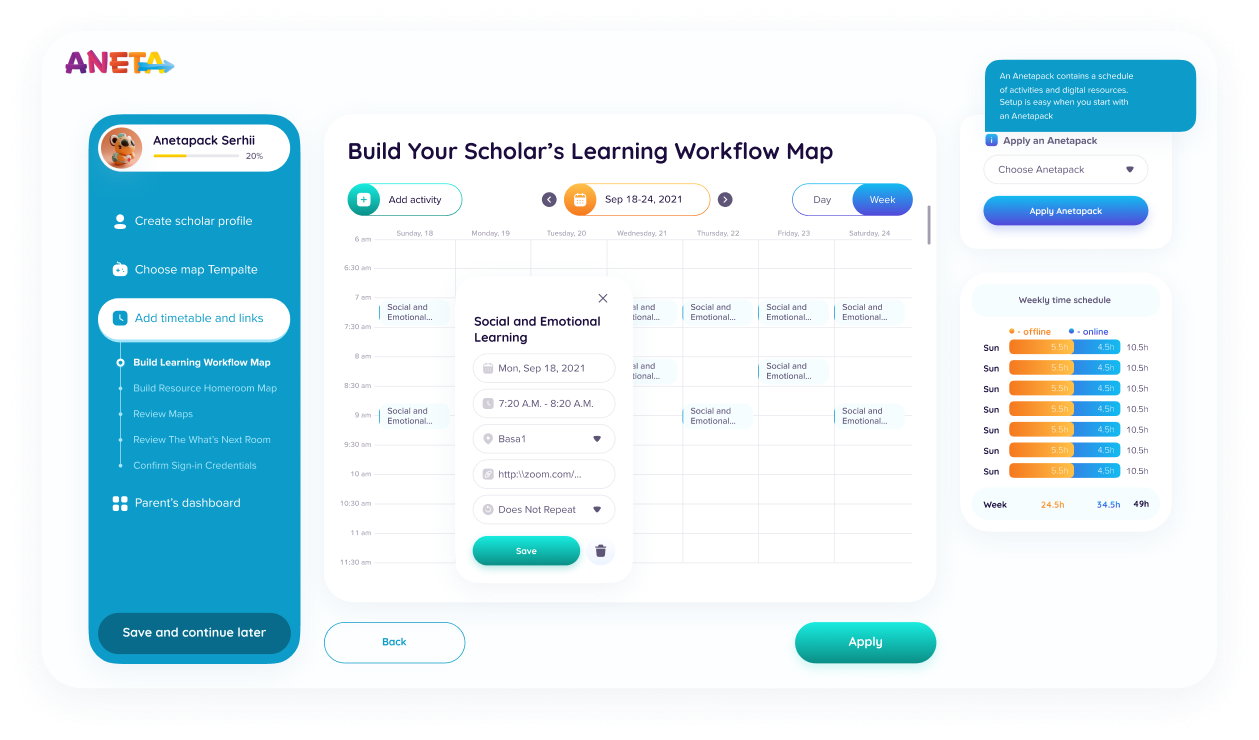 ANETA
An Anetapack contains a schedule
of activities and digital resources.
Setup is easy when you start with
an Anetapack
Anetapack Serhii
20%
Create scholar profile
Choose map Tempalte
Add timetable and links
Build Learning Workflow Map
Build Resource Homeroom Map
Review Maps
Review The What's Next Room
Confirm Sign-in Credentials
Parent's dashboard
Save and continue later
Build Your Scholar's Learning Workflow Map
Add activity
Sep 18-24, 2021
Day
Week
Sunday, 18
Monday, 19
Tuesday, 20
Wednesday, 21
Thursday, 22
Friday, 23
Saturday, 24
6 am
6:30 am
7 am
Social and
Emotional...
ial and
tional...
Social and
Emotional...
Social and
Emotional...
Social and
Emotional...
7:30 am
8 am
ial and
tional...
Social and
Emotional...
8:30 am
9 am
Social and
Emotional...
Social and
Emotional...
Social and
Emotional...
9:30 am
10 am
10:30 am
11 am
11:30 am
Social and Emotional
Learning
Mon, Sep 18, 2021
7:20 A.M. - 8:20 A.M.
Basa1
http:\\zoom.com/...
Does Not Repeat
Save
Back
Apply
i
Apply an Anetapack
Choose Anetapack
Apply Anetapack
Weekly time schedule
- offline
- online
Sun 5.5h 4.5h 10.5h
Sun 5.5h 4.5h 10.5h
Sun 5.5h 4.5h 10.5h
Sun 5.5h 4.5h 10.5h
Sun 5.5h 4.5h 10.5h
Sun 5.5h 4.5h 10.5h
Sun 5.5h 4.5h 10.5h
Week 24.5h 34.5h 49h